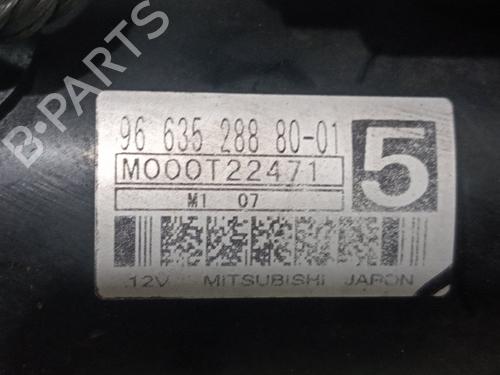 B-PARTS
96 635 288 80-01
M000T22471
5
M1 07
12V MITSUBISHI JAPON